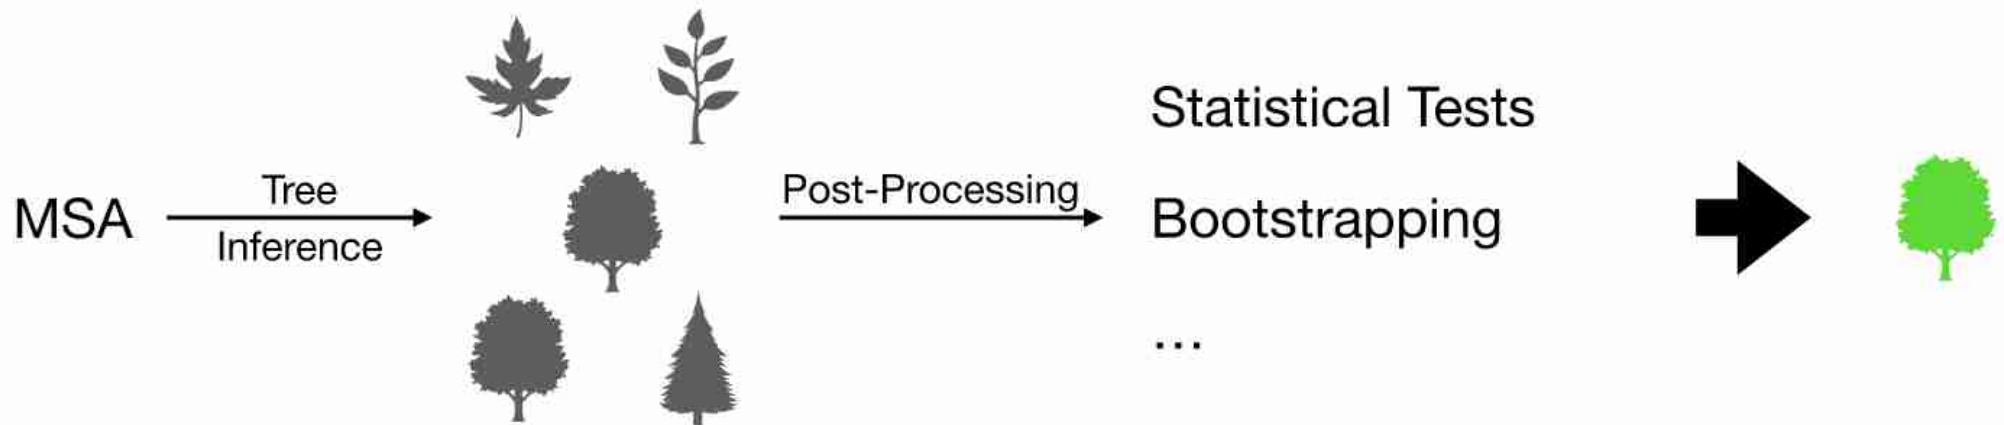 MSA
Tree
Inference
Post-Processing
Statistical Tests
Bootstrapping
...